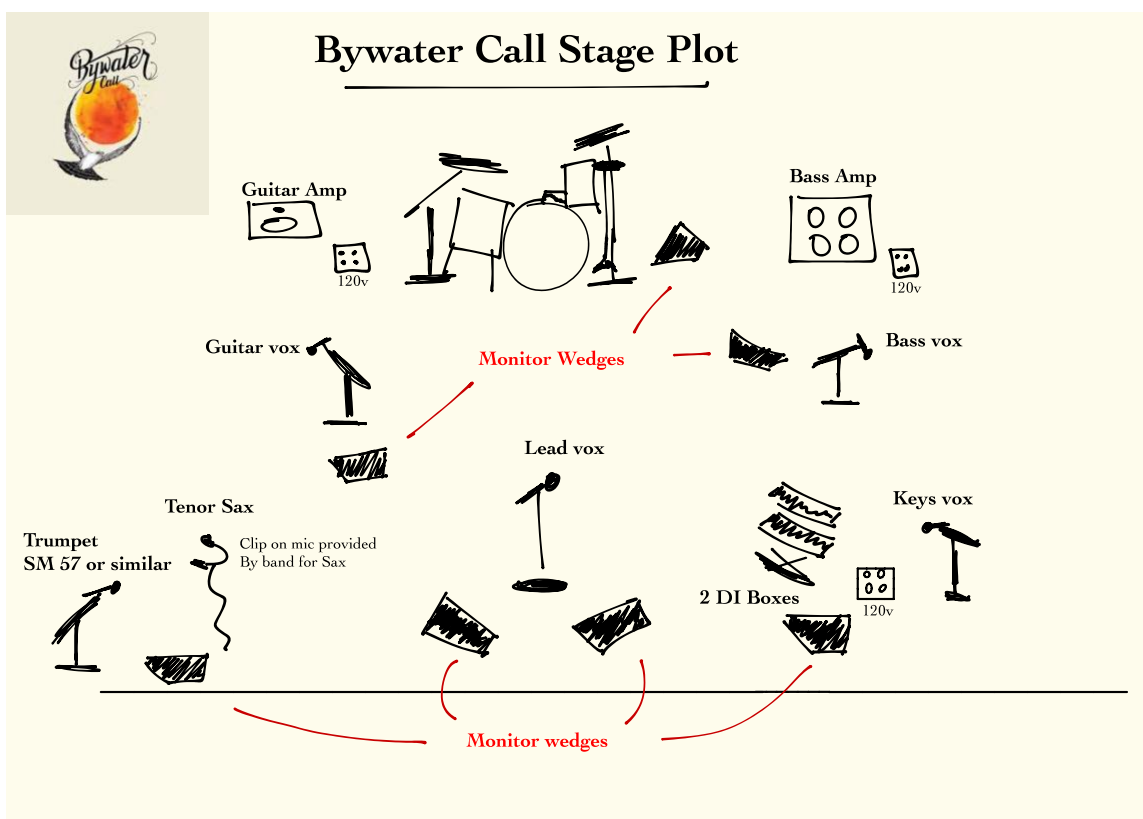 Bywater Call Stage Plot
Bywater
Call
Guitar Amp
Bass Amp
120v
120v
Guitar vox
Monitor Wedges
Bass vox
Lead vox
Tenor Sax
Keys vox
Trumpet
SM 57 or similar
Clip on mic provided
By band for Sax
2 DI Boxes
120v
Monitor wedges